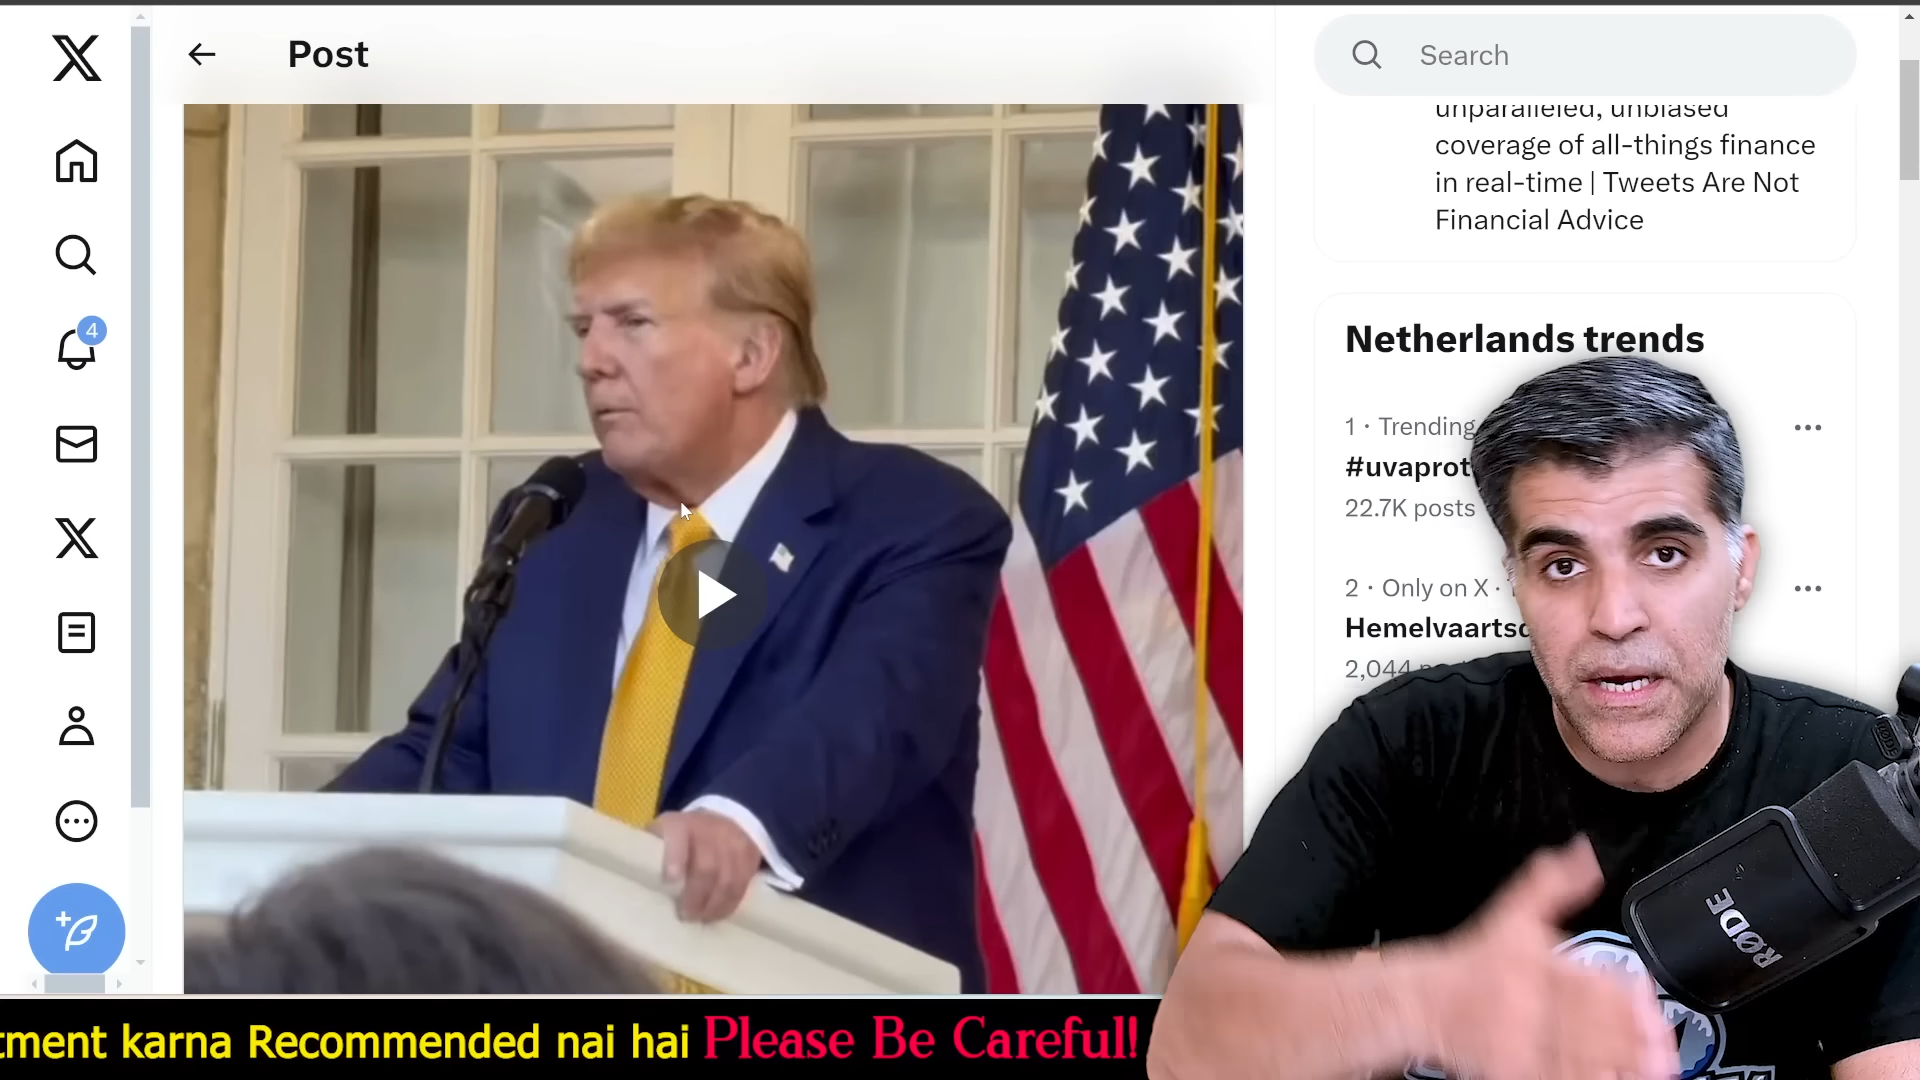 Post
Search
unparalleled, unbiased
coverage of all-things finance
in real-time | Tweets Are Not
Financial Advice
4
Netherlands trends
1 · Trending
#uvaprot
22.7K posts
2 · Only on X ·
Hemelvaartsd
2,044
RØDE
tment karna Recommended nai hai Please Be Careful!